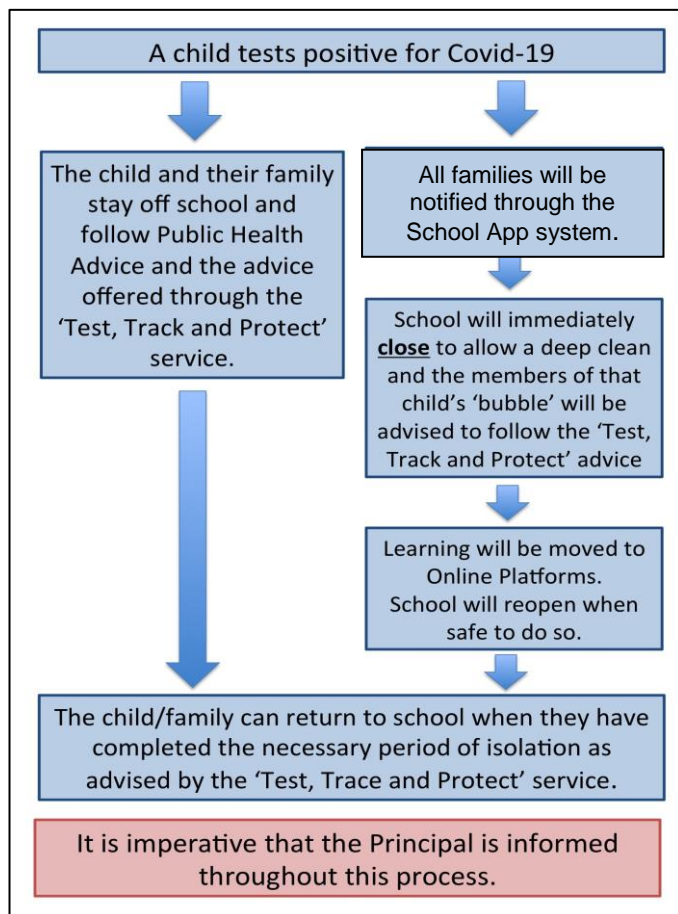 A child tests positive for Covid-19
The child and their family
stay off school and
follow Public Health
Advice and the advice
offered through the
‘Test, Track and Protect’
service.
All families will be
notified through the
School App system.
School will immediately
close to allow a deep clean
and the members of that
child’s ‘bubble’ will be
advised to follow the ‘Test,
Track and Protect’ advice
Learning will be moved to
Online Platforms.
School will reopen when
safe to do so.
The child/family can return to school when they have
completed the necessary period of isolation as
advised by the ‘Test, Trace and Protect’ service.
It is imperative that the Principal is informed
throughout this process.